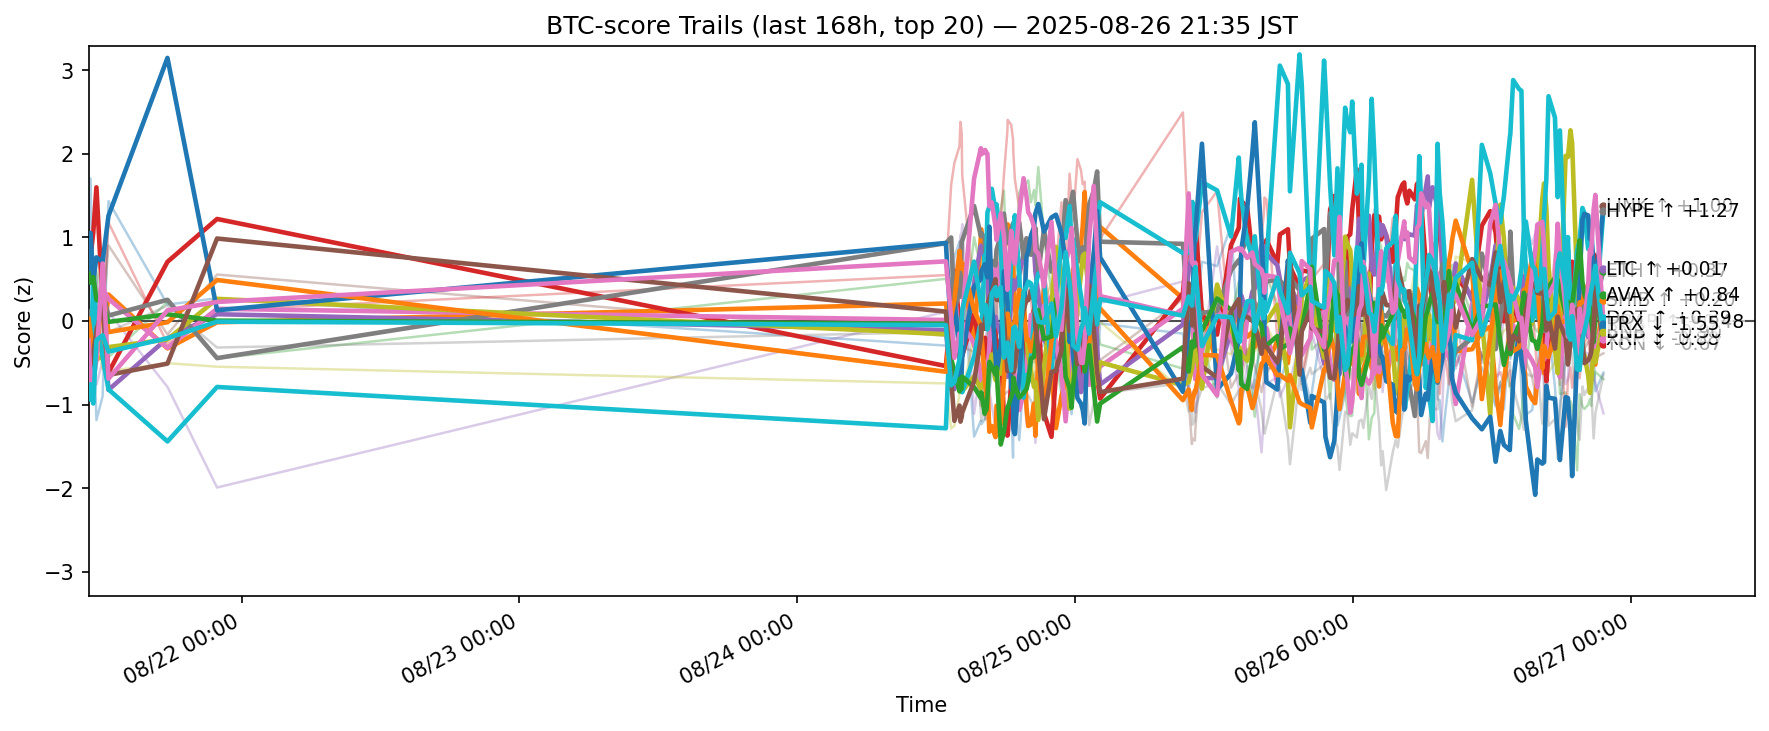 BTC-score Trails (last 168h, top 20) — 2025-08-26 21:35 JST
Score (z)
3
2
1
0
−1
−2
−3
HYPE ↑ +1.27
LTC ↑ +0.01
AVAX ↑ +0.84
TRX ↓ -1.55
08/22 00:00
08/23 00:00
08/24 00:00
08/25 00:00
08/26 00:00
08/27 00:00
Time